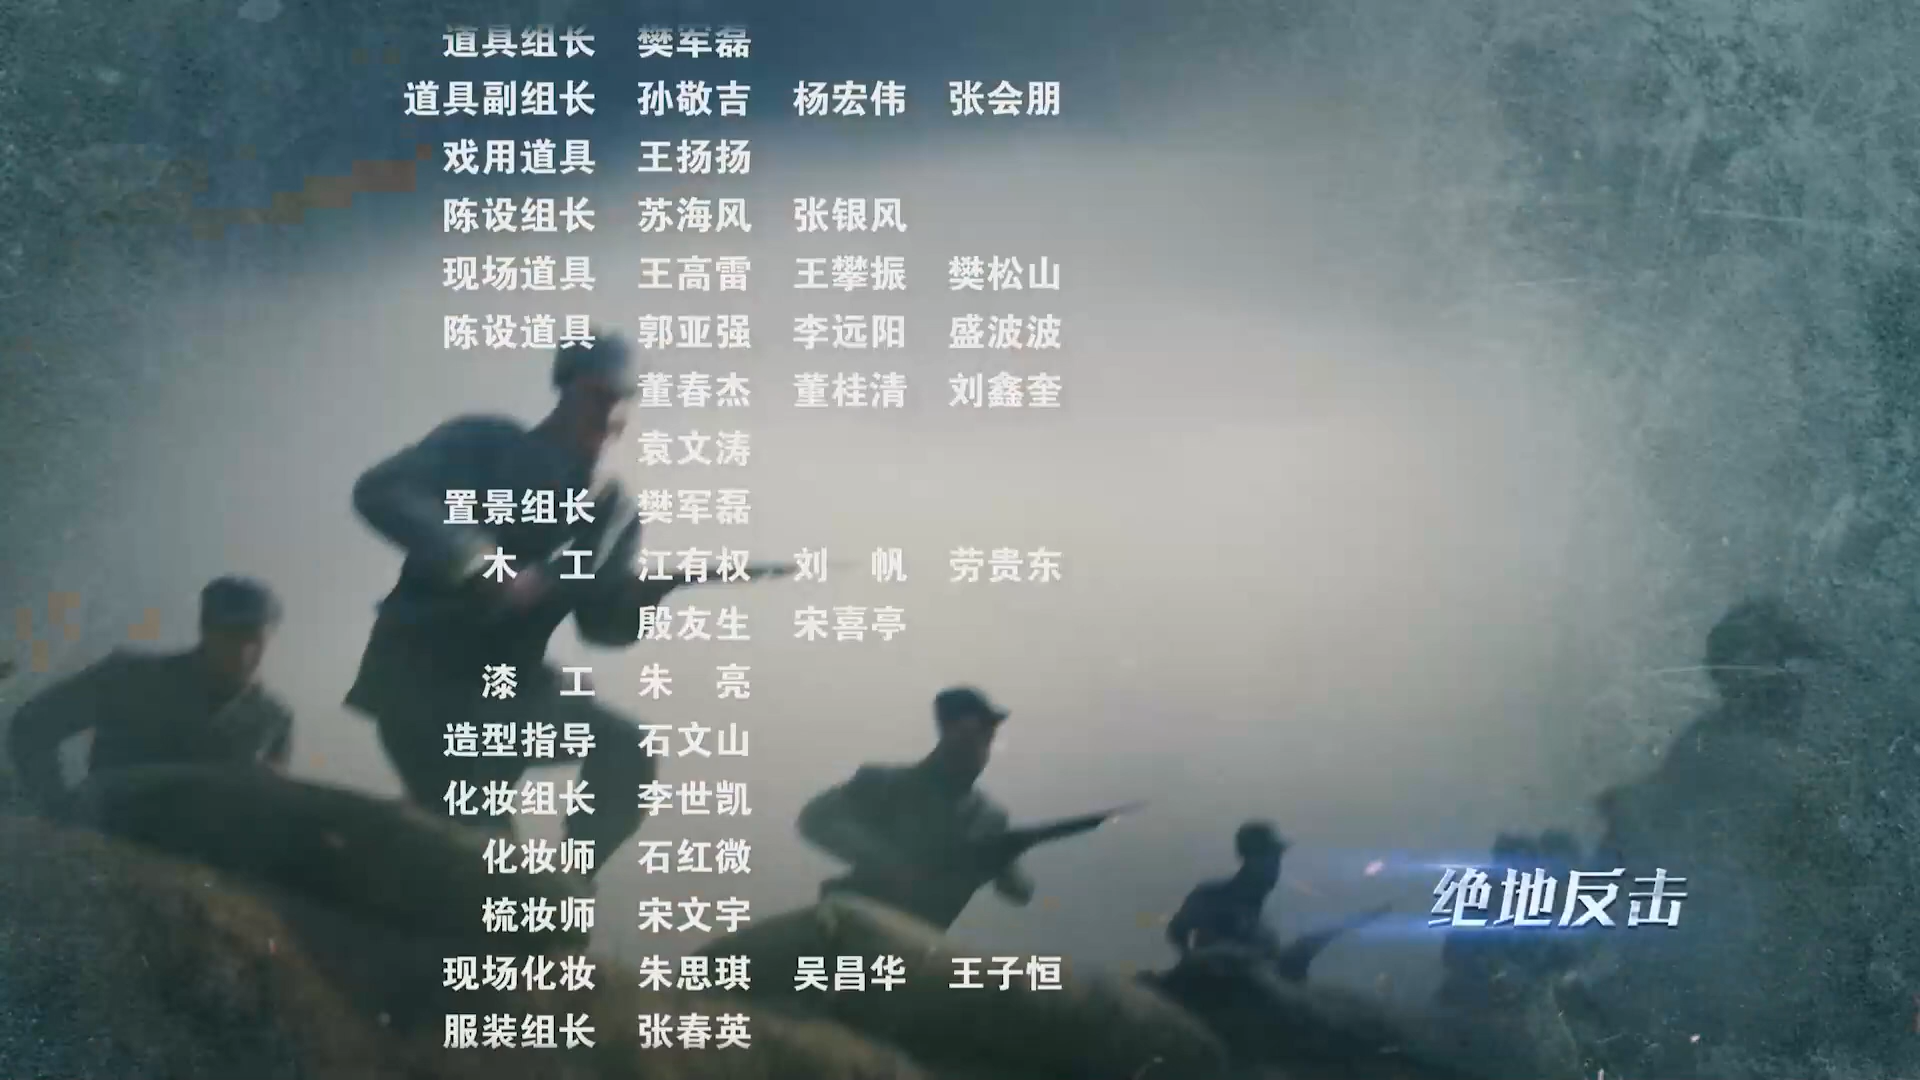 道具组长 樊军磊
道具副组长 孙敬吉 杨宏伟 张会朋
戏用道具 王扬扬
陈设组长 苏海风 张银风
现场道具 王高雷 王攀振 樊松山
陈设道具 郭亚强 李远阳 盛波波
董春杰 董桂清 刘鑫奎
袁文涛
置景组长 樊军磊
木 工 江有权 刘 帆 劳贵东
殷友生 宋喜亭
漆 工 朱 亮
造型指导 石文山
化妆组长 李世凯
化妆师 石红微
梳妆师 宋文宇
现场化妆 朱思琪 吴昌华 王子恒
服装组长 张春英
绝地反击